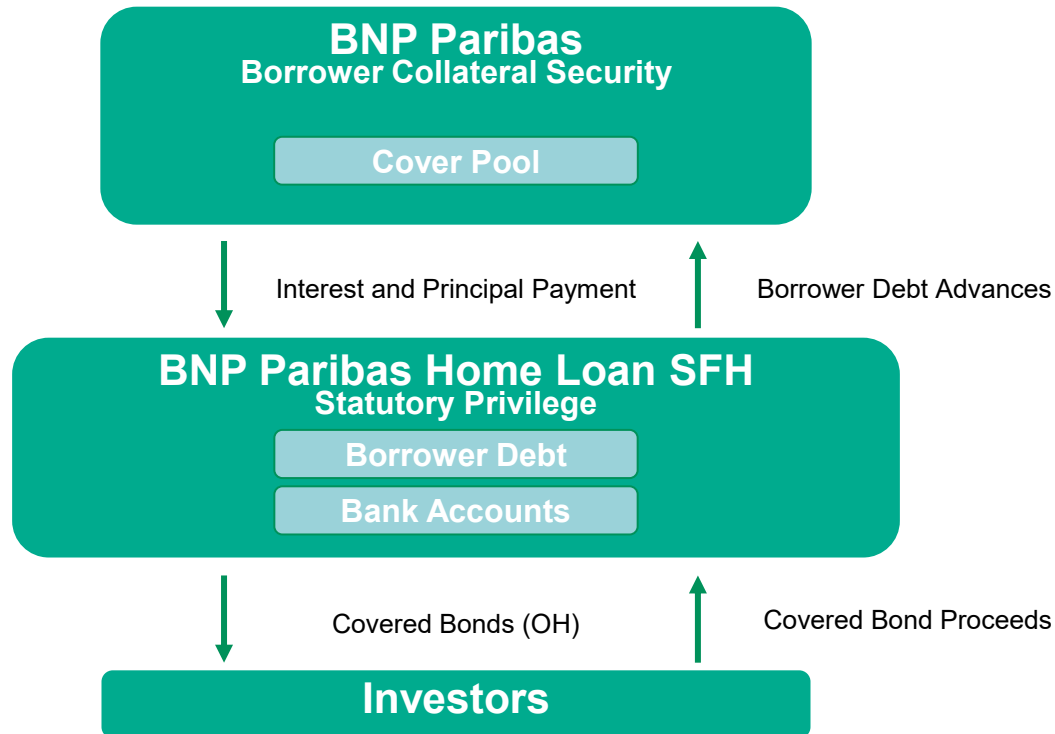 BNP Paribas
Borrower Collateral Security
Cover Pool
Interest and Principal Payment
Borrower Debt Advances
BNP Paribas Home Loan SFH
Statutory Privilege
Borrower Debt
Bank Accounts
Covered Bonds (OH)
Covered Bond Proceeds
Investors